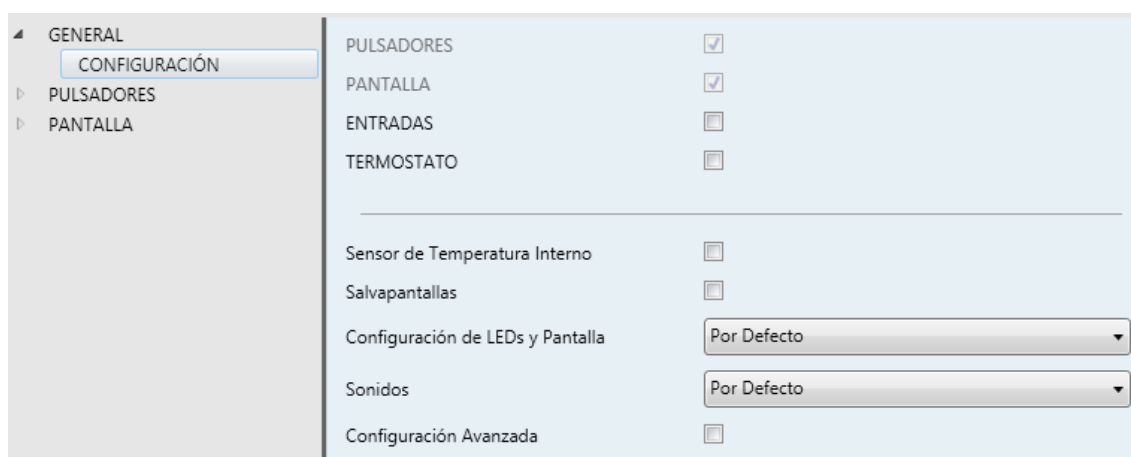 GENERAL
CONFIGURACIÓN
PULSADORES
PANTALLA
PULSADORES
PANTALLA
ENTRADAS
TERMOSTATO
Sensor de Temperatura Interno
Salvapantallas
Configuración de LEDs y Pantalla Por Defecto
Sonidos Por Defecto
Configuración Avanzada